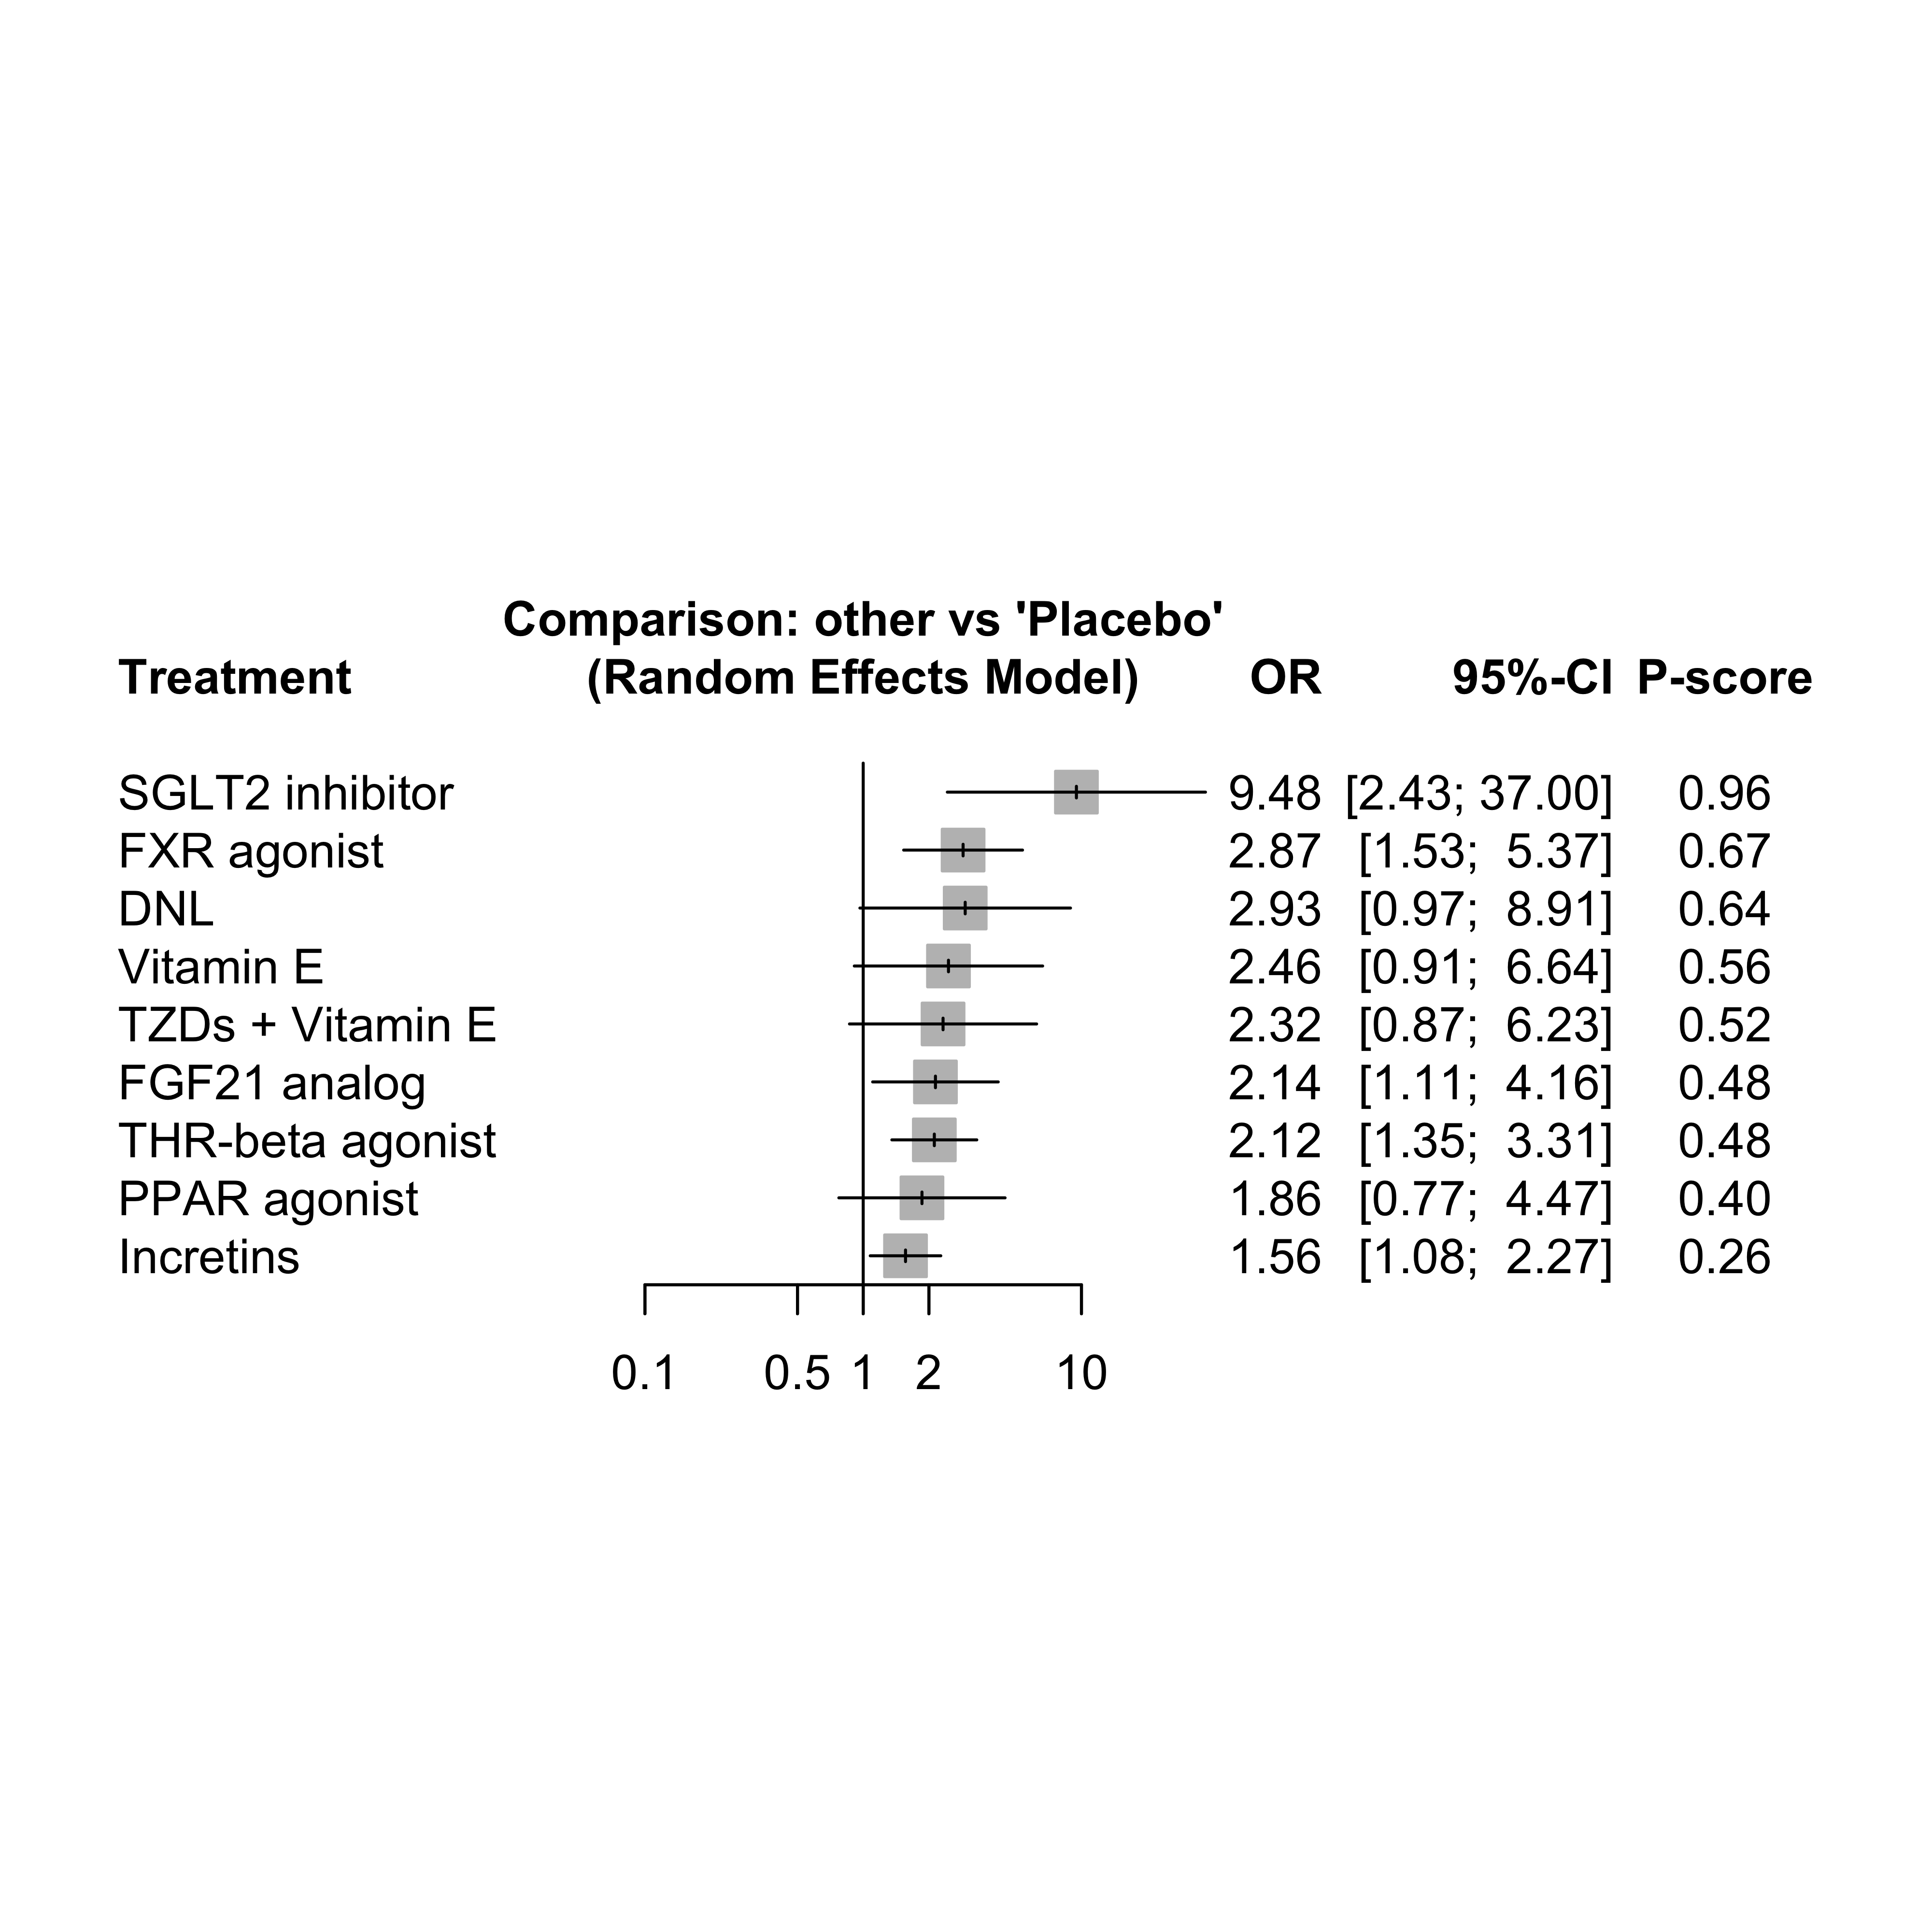 Comparison: other vs 'Placebo'
Treatment (Random Effects Model) OR 95%-CI P-score
SGLT2 inhibitor 9.48 [2.43; 37.00] 0.96
FXR agonist 2.87 [1.53; 5.37] 0.67
DNL 2.93 [0.97; 8.91] 0.64
Vitamin E 2.46 [0.91; 6.64] 0.56
TZDs + Vitamin E 2.32 [0.87; 6.23] 0.52
FGF21 analog 2.14 [1.11; 4.16] 0.48
THR-beta agonist 2.12 [1.35; 3.31] 0.48
PPAR agonist 1.86 [0.77; 4.47] 0.40
Incretins 1.56 [1.08; 2.27] 0.26
0.1 0.5 1 2 10